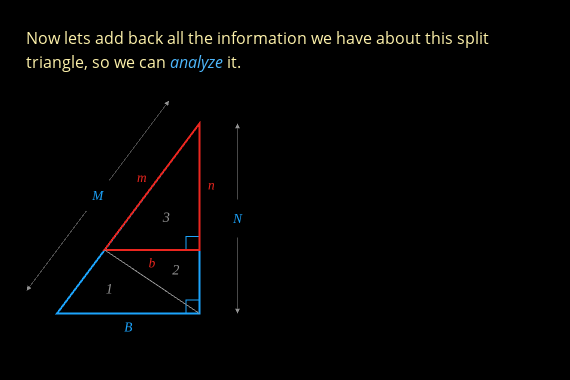 Now lets add back all the information we have about this split
triangle, so we can analyze it.
m
M
n
3
N
b
2
1
B